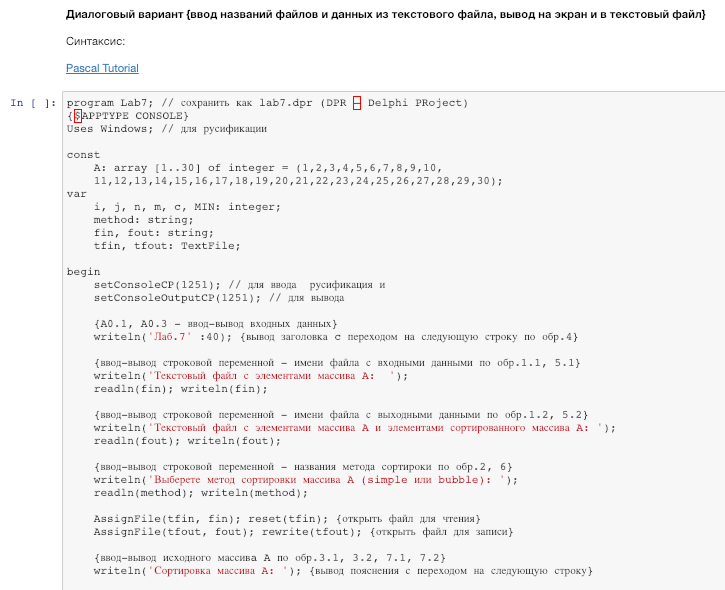 Диалоговый вариант {ввод названий файлов и данных из текстового файла, вывод на экран и в текстовый файл}
Синтаксис:
Pascal Tutorial
In [ ]: program Lab7; // сохранить как lab7.dpr (DPR – Delphi PRoject)
{$APPTYPE CONSOLE}
Uses Windows; // для русификации
const
A: array [1..30] of integer = (1,2,3,4,5,6,7,8,9,10,
11,12,13,14,15,16,17,18,19,20,21,22,23,24,25,26,27,28,29,30);
var
i, j, n, m, c, MIN: integer;
method: string;
fin, fout: string;
tfin, tfout: TextFile;
begin
setConsoleCP(1251); // для ввода  русификация и
setConsoleOutputCP(1251); // для вывода
{A0.1, A0.3 - ввод-вывод входных данных}
writeln('Лаб.7' :40); {вывод заголовка с переходом на следующую строку по обр.4}
{ввод-вывод строковой переменной - имени файла с входными данными по обр.1.1, 5.1}
writeln('Текстовый файл с элементами массива A:  ');
readln(fin); writeln(fin);
{ввод-вывод строковой переменной - имени файла с выходными данными по обр.1.2, 5.2}
writeln('Текстовый файл с элементами массива A и элементами сортированного массива A: ');
readln(fout); writeln(fout);
{ввод-вывод строковой переменной - названия метода сортироки по обр.2, 6}
writeln('Выберете метод сортировки массива A (simple или bubble): ');
readln(method); writeln(method);
AssignFile(tfin, fin); reset(tfin); {открыть файл для чтения}
AssignFile(tfout, fout); rewrite(tfout); {открыть файл для записи}
{ввод-вывод исходного массива A по обр.3.1, 3.2, 7.1, 7.2}
writeln('Сортировка массива A: '); {вывод пояснения с переходом на следующую строку}